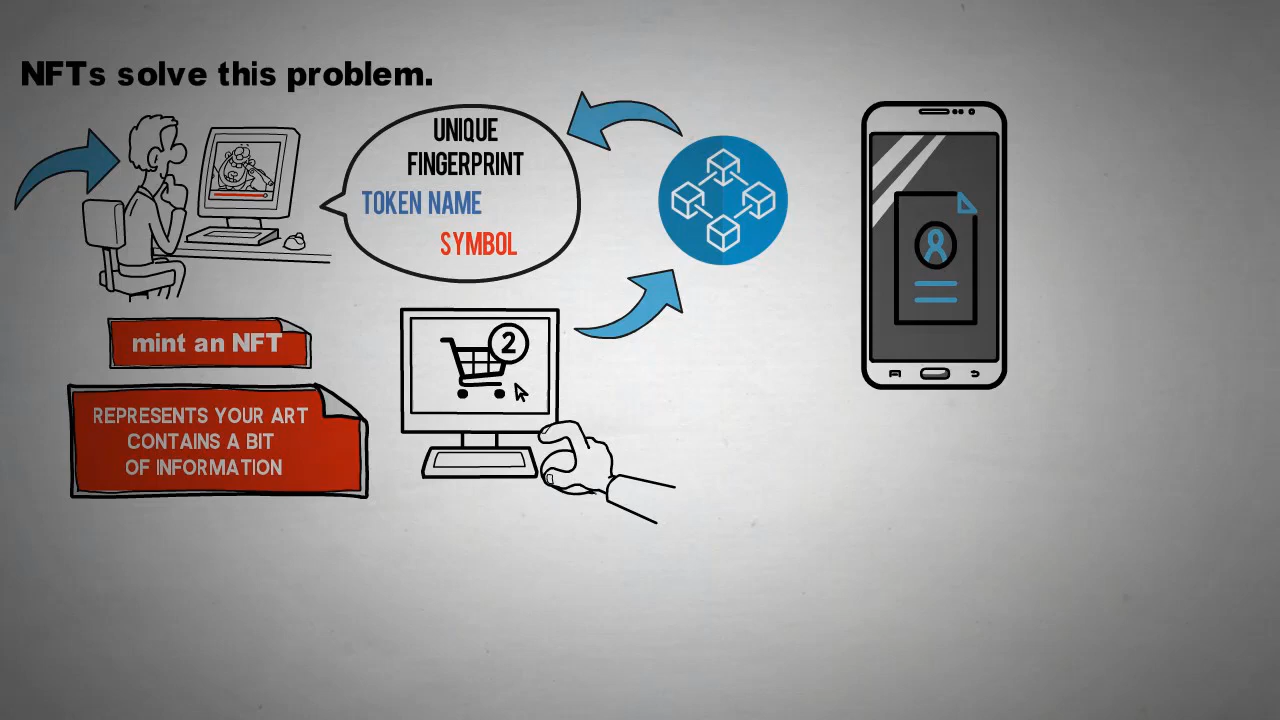 NFTs solve this problem.
UNIQUE
FINGERPRINT
TOKEN NAME
SYMBOL
mint an NFT
REPRESENTS YOUR ART
CONTAINS A BIT
OF INFORMATION
2